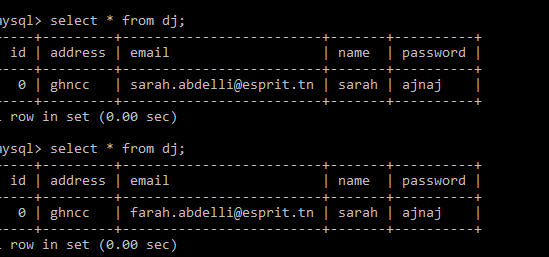 mysql> select * from dj;
id | address | email | name | password |
0 | ghncc | sarah.abdelli@esprit.tn | sarah | ajnaj |
row in set (0.00 sec)
mysql> select * from dj;
id | address | email | name | password |
0 | ghncc | farah.abdelli@esprit.tn | sarah | ajnaj |
row in set (0.00 sec)